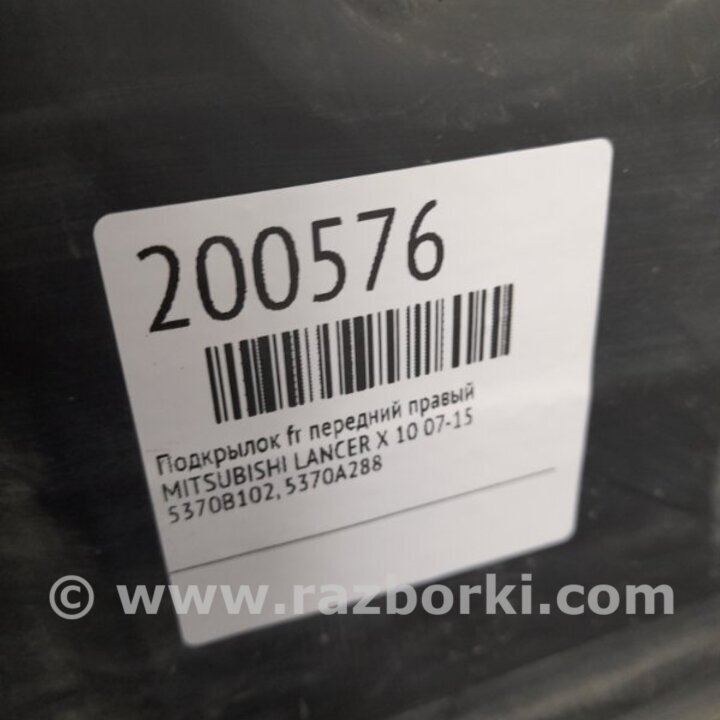 200576
Подкрылок fr передний правый
MITSUBISHI LANCER X 10 07-15
5370B102, 5370A288
© www.razborki.com